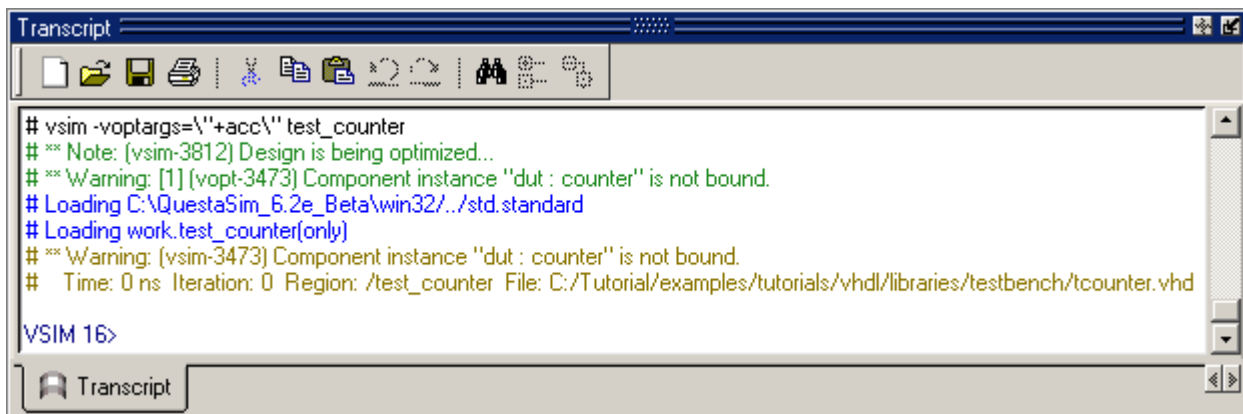 Transcript
# vsim -voptargs=\"+acc\" test_counter
# ** Note: (vsim-3812) Design is being optimized...
# ** Warning: [1] (vopt-3473) Component instance "dut : counter" is not bound.
# Loading C:\QuestaSim_6.2e_Beta\win32/../std.standard
# Loading work.test_counter(only)
# ** Warning: (vsim-3473) Component instance "dut : counter" is not bound.
#    Time: 0 ns  Iteration: 0  Region: /test_counter  File: C:/Tutorial/examples/tutorials/vhdl/libraries/testbench/tcounter.vhd
VSIM 16>
Transcript